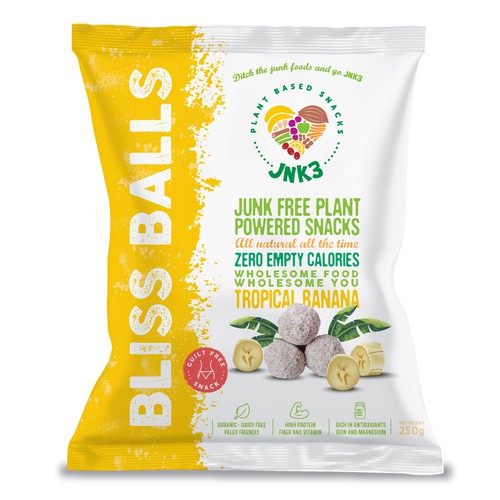 BLISS BALLS
Ditch the junk foods and go JNK3
PLANT BASED SNACKS
JNK3
JUNK FREE PLANT
POWERED SNACKS
All natural all the time
ZERO EMPTY CALORIES
WHOLESOME FOOD
WHOLESOME YOU
TROPICAL BANANA
GUILT FREE
SNACK
ORGANIC - DAIRY FREE
PALEO FRIENDLY
HIGH PROTEIN
FIBER AND VITAMIN
RICH IN ANTIOXIDANTS
IRON AND MAGNESIUM
NET WEIGHT
250g